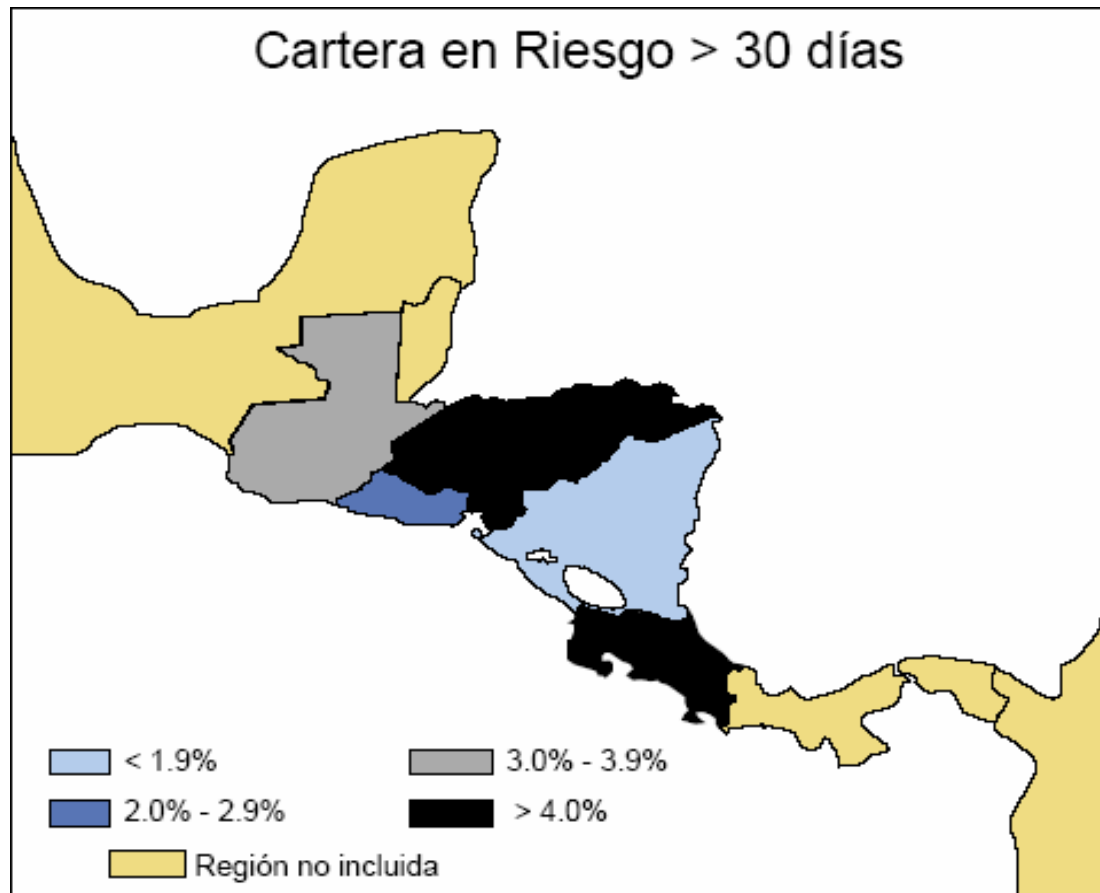 Cartera en Riesgo > 30 días
< 1.9%
3.0% - 3.9%
2.0% - 2.9%
> 4.0%
Región no incluida